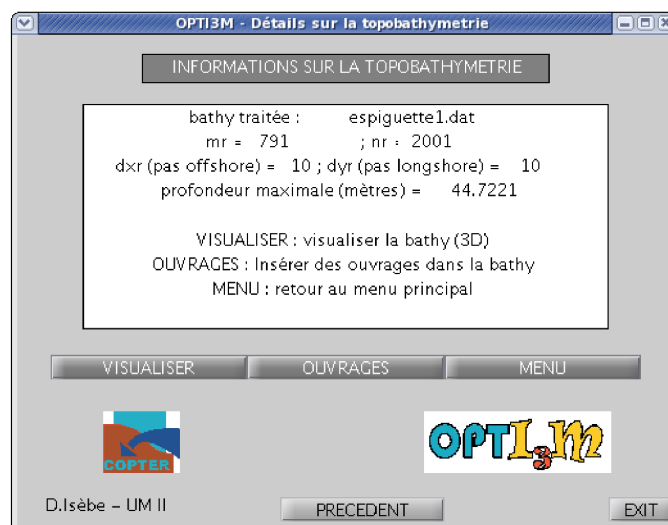 OPTI3M - Détails sur la topobathymetrie
INFORMATIONS SUR LA TOPOBATHYMETRIE
bathy traitée : espiguette1.dat
mr = 791 ; nr = 2001
dxr (pas offshore) = 10 ; dyr (pas longshore) = 10
profondeur maximale (mètres) = 44.7221
VISUALISER : visualiser la bathy (3D)
OUVRAGES : Insérer des ouvrages dans la bathy
MENU : retour au menu principal
VISUALISER OUVRAGES MENU
COPTER OPTI3M
D.Isèbe – UM II PRECEDENT EXIT